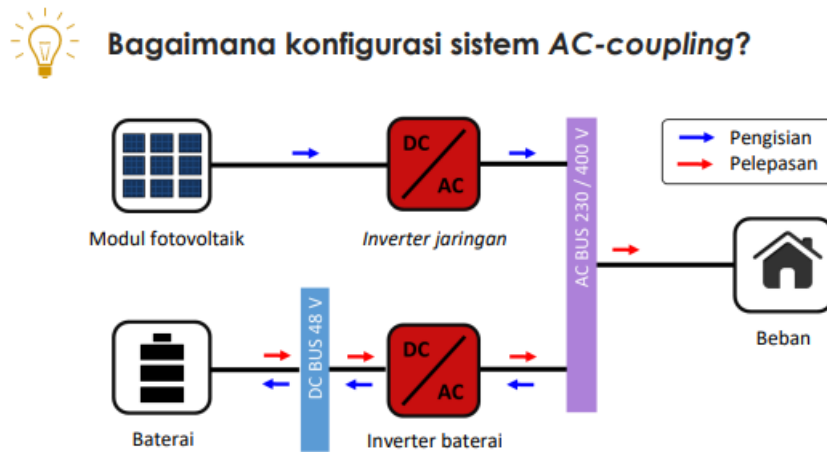 Bagaimana konfigurasi sistem AC-coupling?
DC
AC
Modul fotovoltaik
Inverter jaringan
AC BUS 230 / 400 V
Pengisian
Pelepasan
Beban
DC BUS 48 V
DC
AC
Baterai
Inverter baterai